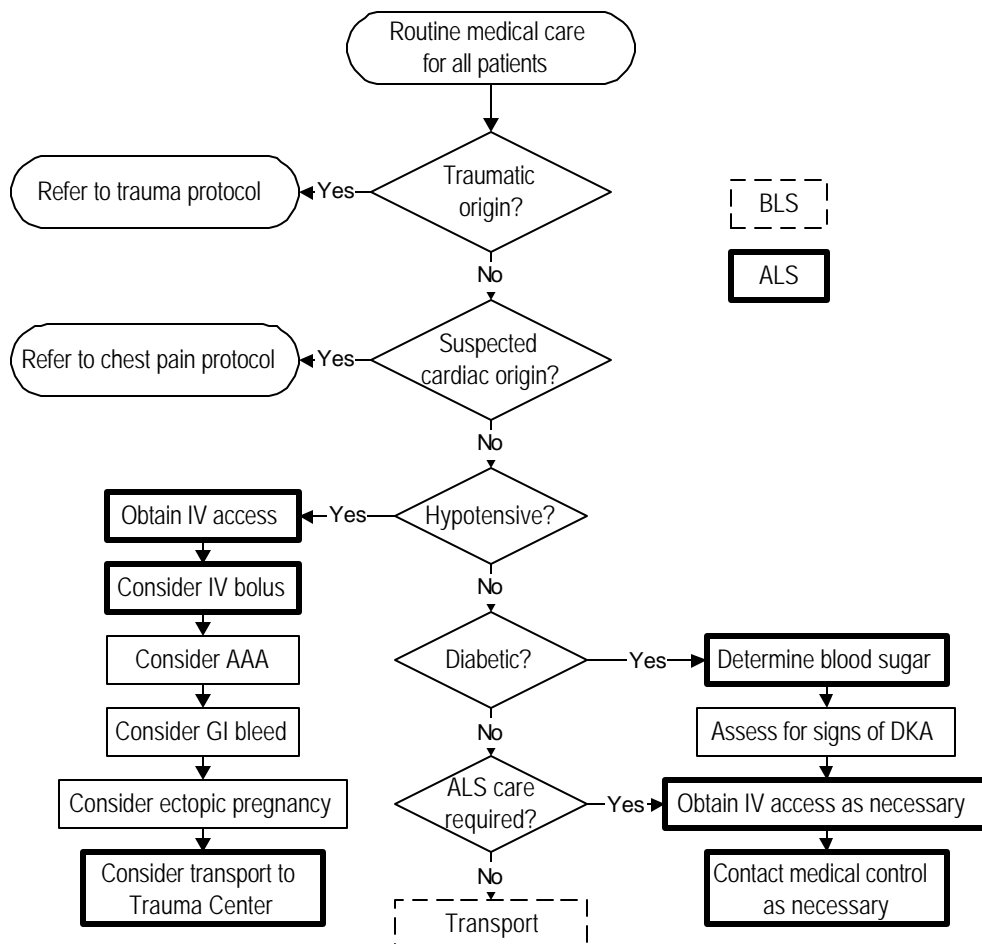 Routine medical care
for all patients
Traumatic
origin?
Yes
Refer to trauma protocol
BLS
ALS
No
Suspected
cardiac origin?
Yes
Refer to chest pain protocol
No
Hypotensive?
Yes
Obtain IV access
Consider IV bolus
Consider AAA
Consider GI bleed
Consider ectopic pregnancy
Consider transport to
Trauma Center
No
Diabetic?
Yes
Determine blood sugar
Assess for signs of DKA
No
ALS care
required?
Yes
Obtain IV access as necessary
Contact medical control
as necessary
No
Transport